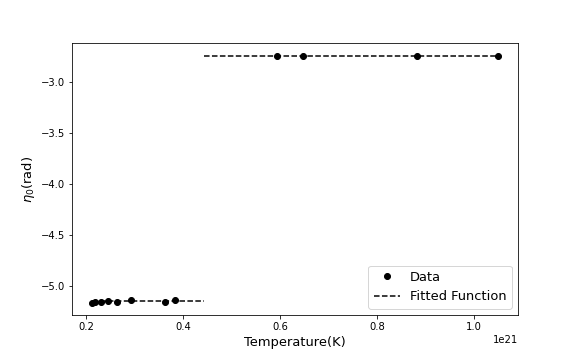 −3.0
−3.5
−4.0
−4.5
−5.0
η₀(rad)
Data
Fitted Function
0.2 0.4 0.6 0.8 1.0
1e21
Temperature(K)